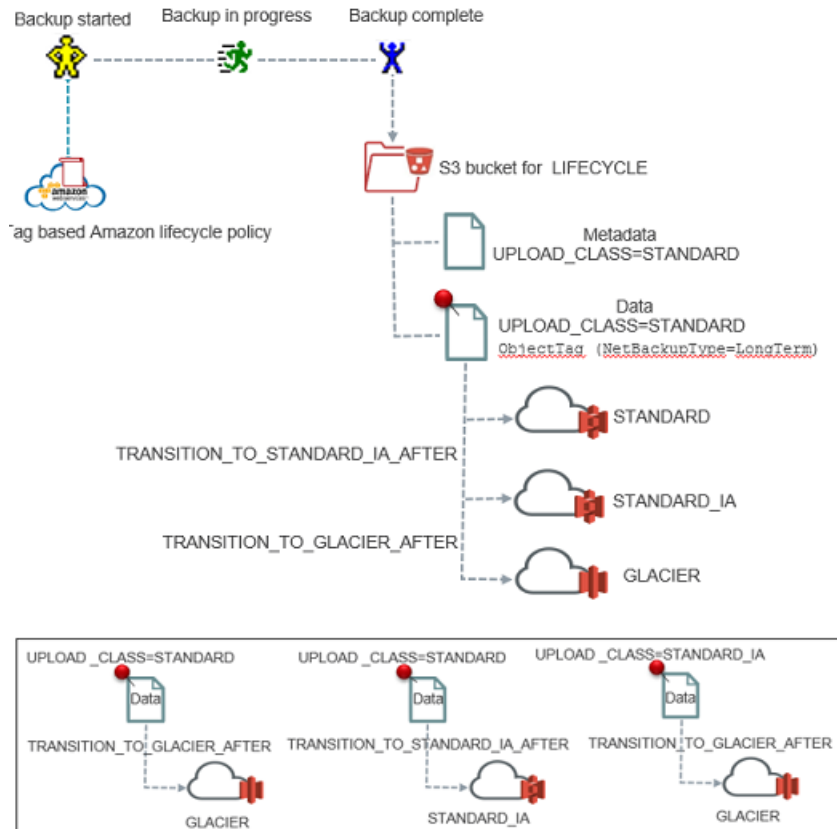 Backup started
Backup in progress
Backup complete
amazon
web services
S3 bucket for LIFECYCLE
Tag based Amazon lifecycle policy
Metadata
UPLOAD_CLASS=STANDARD
Data
UPLOAD_CLASS=STANDARD
ObjectTag (NetBackupType=LongTerm)
STANDARD
TRANSITION_TO_STANDARD_IA_AFTER
STANDARD_IA
TRANSITION_TO_GLACIER_AFTER
GLACIER
UPLOAD _CLASS=STANDARD
Data
TRANSITION_TO_GLACIER_AFTER
GLACIER
UPLOAD _CLASS=STANDARD
Data
TRANSITION_TO_STANDARD_IA_AFTER
STANDARD_IA
UPLOAD _CLASS=STANDARD_IA
Data
TRANSITION_TO_GLACIER_AFTER
GLACIER